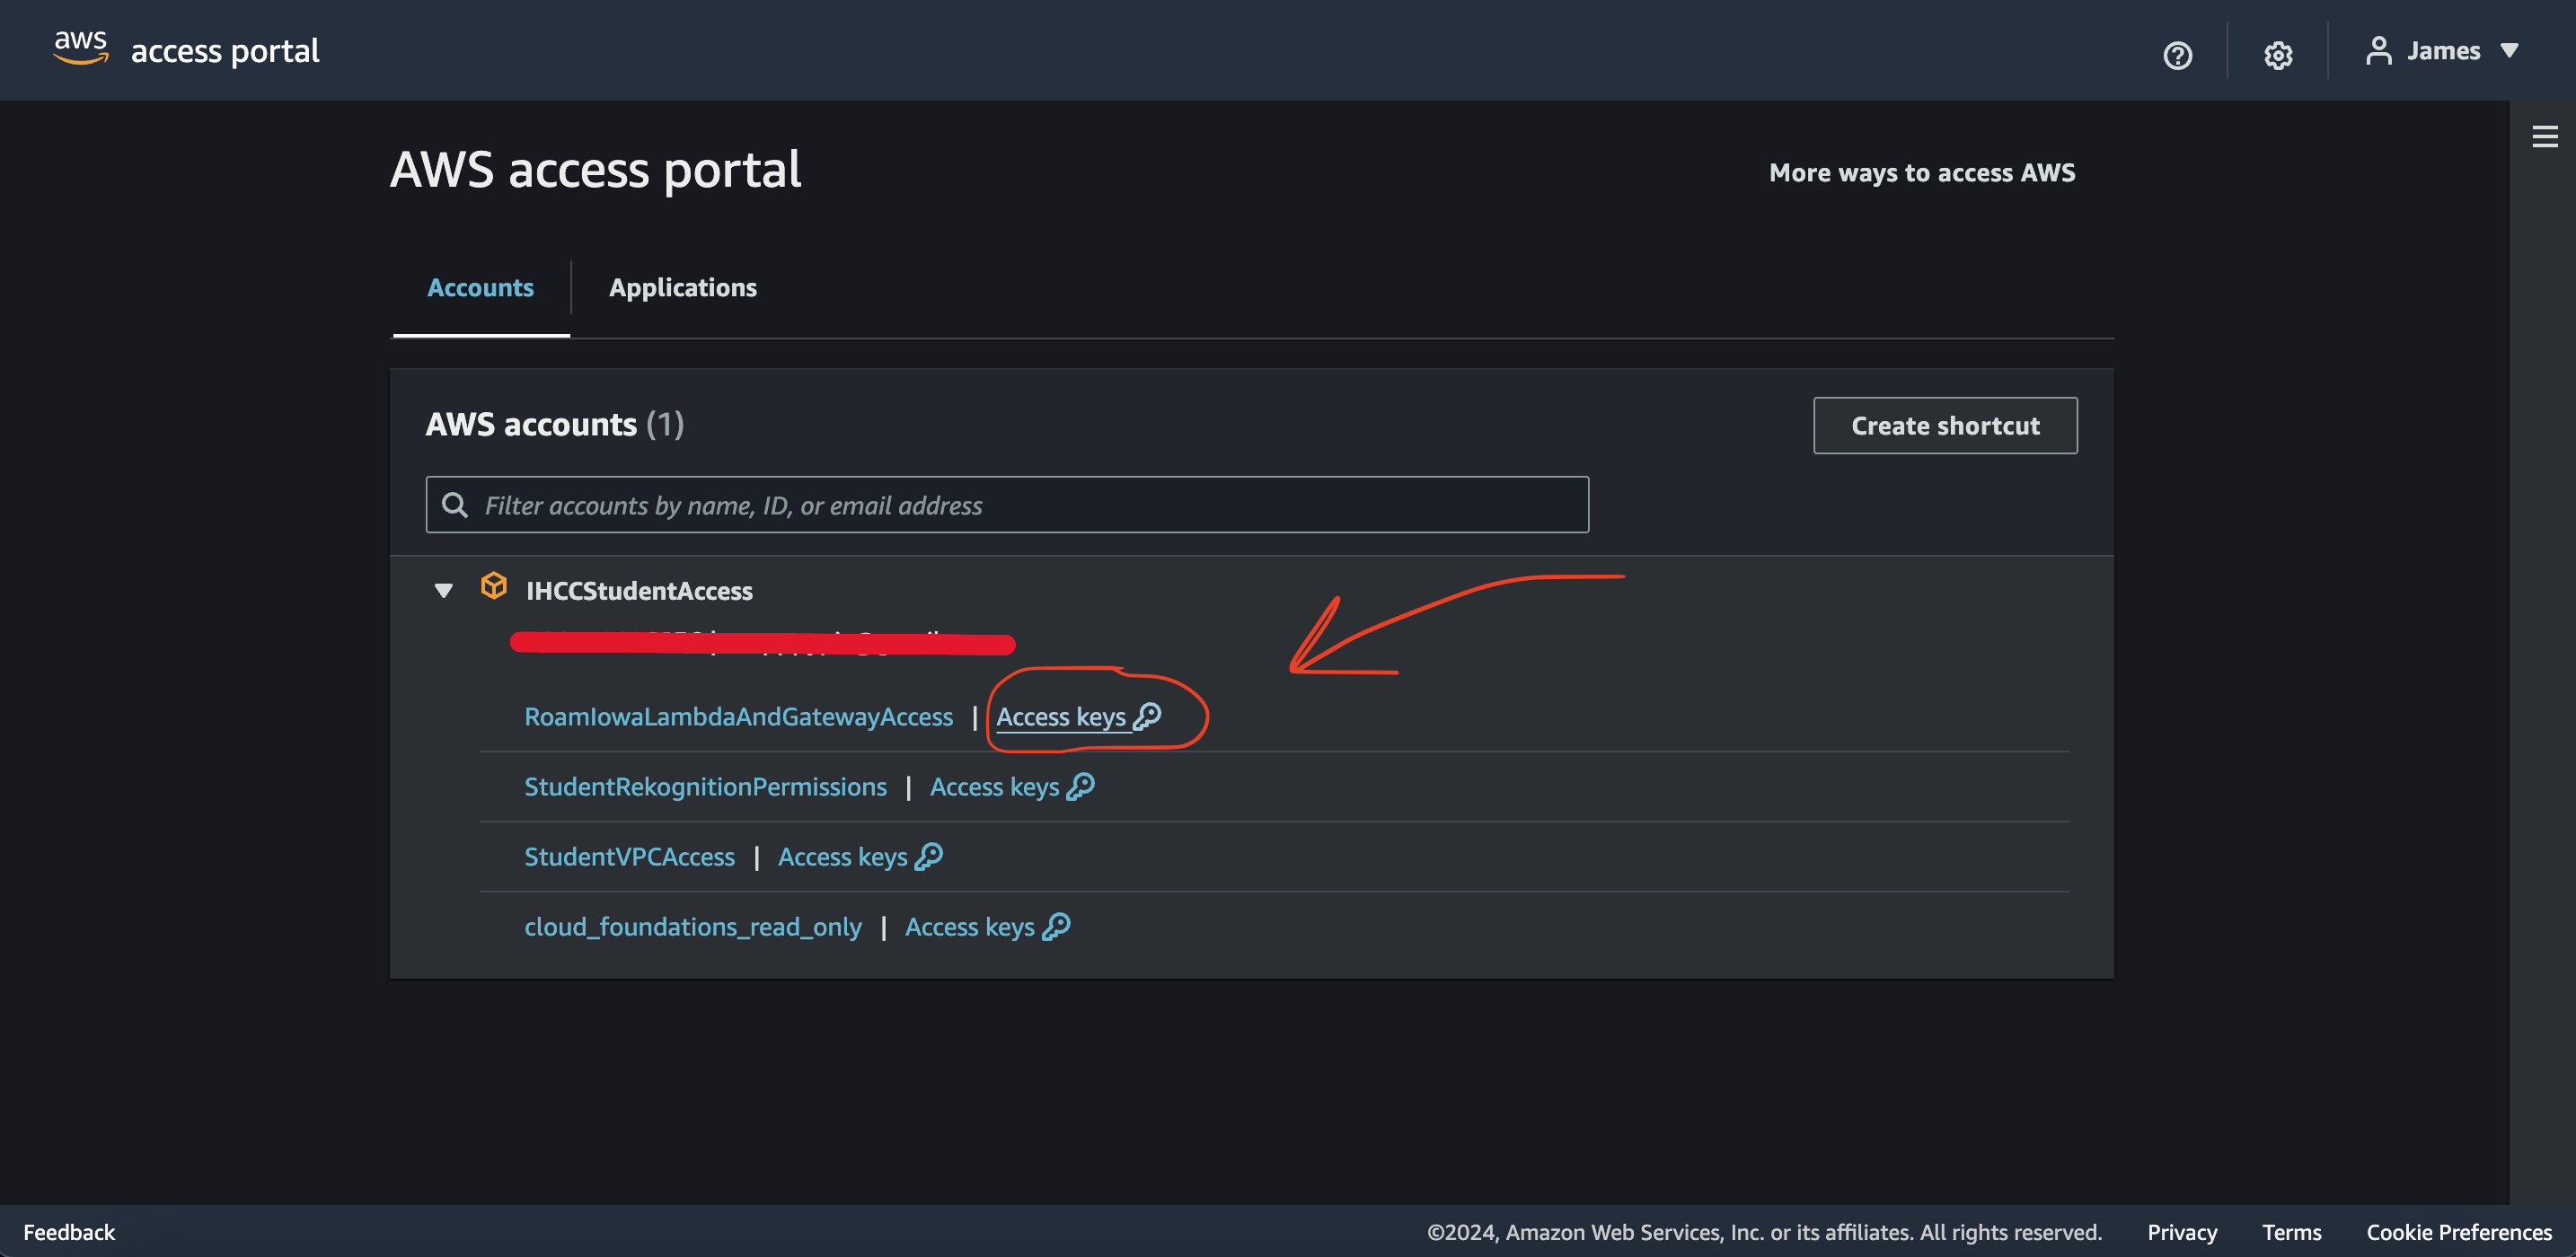 aws access portal
James
AWS access portal
More ways to access AWS
Accounts
Applications
AWS accounts (1)
Create shortcut
Filter accounts by name, ID, or email address
IHCCStudentAccess
RoamIowaLambdaAndGatewayAccess | Access keys
StudentRekognitionPermissions | Access keys
StudentVPCAccess | Access keys
cloud_foundations_read_only | Access keys
Feedback
©2024, Amazon Web Services, Inc. or its affiliates. All rights reserved.
Privacy
Terms
Cookie Preferences